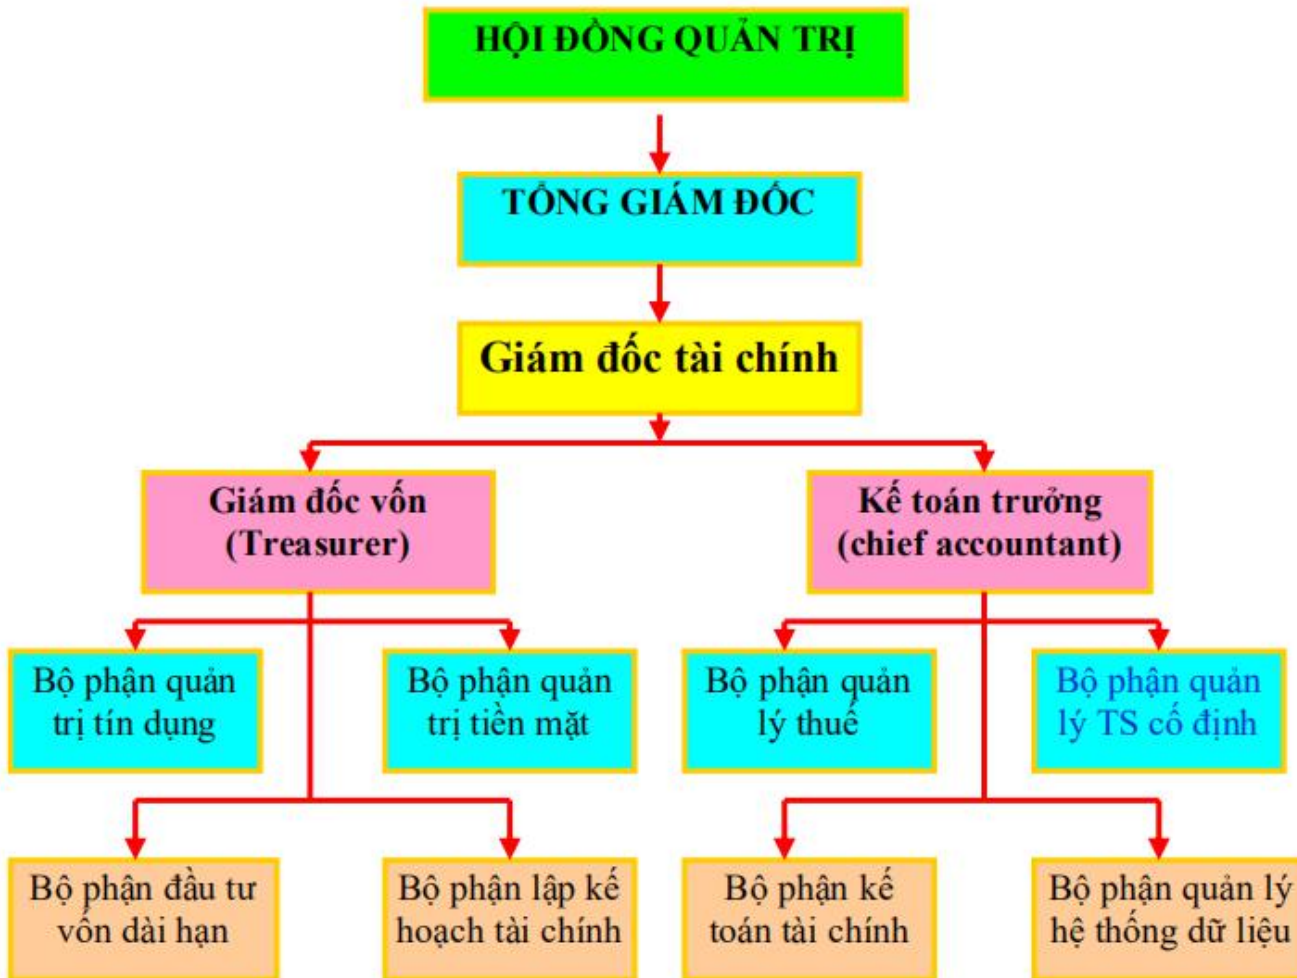 HỘI ĐỒNG QUẢN TRỊ
TỔNG GIÁM ĐỐC
Giám đốc tài chính
Giám đốc vốn
(Treasurer)
Kế toán trưởng
(chief accountant)
Bộ phận quản
trị tín dụng
Bộ phận quản
trị tiền mặt
Bộ phận quản
lý thuế
Bộ phận quản
lý TS cố định
Bộ phận đầu tư
vốn dài hạn
Bộ phận lập kế
hoạch tài chính
Bộ phận kế
toán tài chính
Bộ phận quản lý
hệ thống dữ liệu